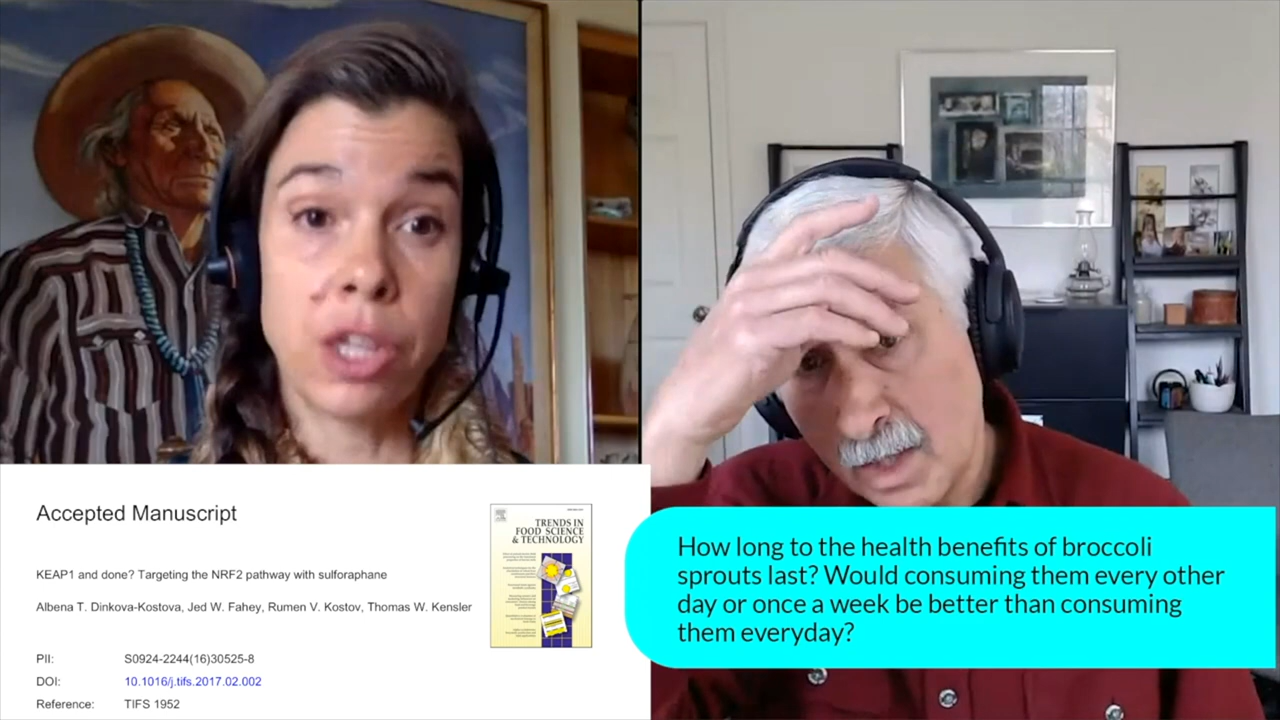 Accepted Manuscript
TRENDS IN
FOOD SCIENCE
& TECHNOLOGY
KEAP1 and done? Targeting the NRF2 pathway with sulforaphane
Albena T. Dinkova-Kostova, Jed W. Fahey, Rumen V. Kostov, Thomas W. Kensler
PII: S0924-2244(16)30525-8
DOI: 10.1016/j.tifs.2017.02.002
Reference: TIFS 1952
How long to the health benefits of broccoli
sprouts last? Would consuming them every other
day or once a week be better than consuming
them everyday?